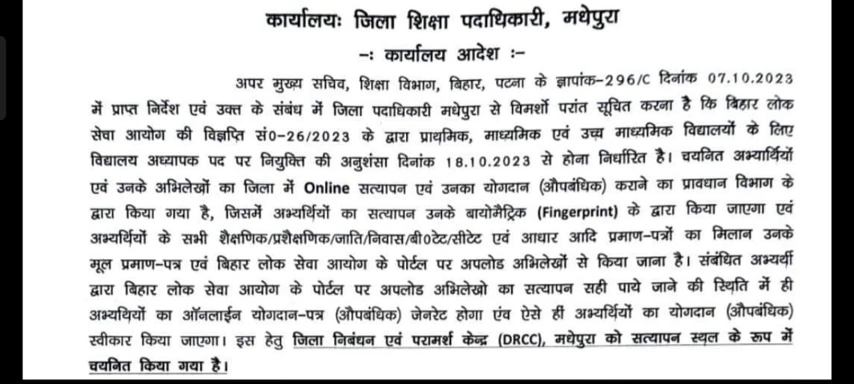 कार्यालयः जिला शिक्षा पदाधिकारी, मधेपुरा
-: कार्यालय आदेश :-
अपर मुख्य सचिव, शिक्षा विभाग, बिहार, पटना के ज्ञापांक-296/C दिनांक 07.10.2023
में प्राप्त निर्देश एवं उक्त के संबंध में जिला पदाधिकारी मधेपुरा से विमर्शो परांत सूचित करना है कि बिहार लोक
सेवा आयोग की विज्ञप्ति सं0-26/2023 के द्वारा प्राथमिक, माध्यमिक एवं उच्च माध्यमिक विद्यालयों के लिए
विद्यालय अध्यापक पद पर नियुक्ति की अनुशंसा दिनांक 18.10.2023 से होना निर्धारित है। चयनित अभ्यार्थियों
एवं उनके अभिलेखों का जिला में Online सत्यापन एवं उनका योगदान (औपबंधिक) कराने का प्रावधान विभाग के
द्वारा किया गया है, जिसमें अभ्यर्थियों का सत्यापन उनके बायोमैट्रिक (Fingerprint) के द्वारा किया जाएगा एवं
अभ्यर्थियों के सभी शैक्षणिक/प्रशैक्षणिक/जाति/निवास/बी0टेट/सीटेट एवं आधार आदि प्रमाण-पत्रों का मिलान उनके
मूल प्रमाण-पत्र एवं बिहार लोक सेवा आयोग के पोर्टल पर अपलोड अभिलेखों से किया जाना है। संबंधित अभ्यर्थी
द्वारा बिहार लोक सेवा आयोग के पोर्टल पर अपलोड अभिलेखो का सत्यापन सही पाये जाने की स्थिति में ही
अभ्यर्थियों का ऑनलाईन योगदान-पत्र (औपबंधिक) जेनरेट होगा एंव ऐसे हीं अभ्यर्थियों का योगदान (औपबंधिक)
स्वीकार किया जाएगा। इस हेतु जिला निबंधन एवं परामर्श केन्द्र (DRCC), मधेपुरा को सत्यापन स्थल के रूप में
चयनित किया गया है।